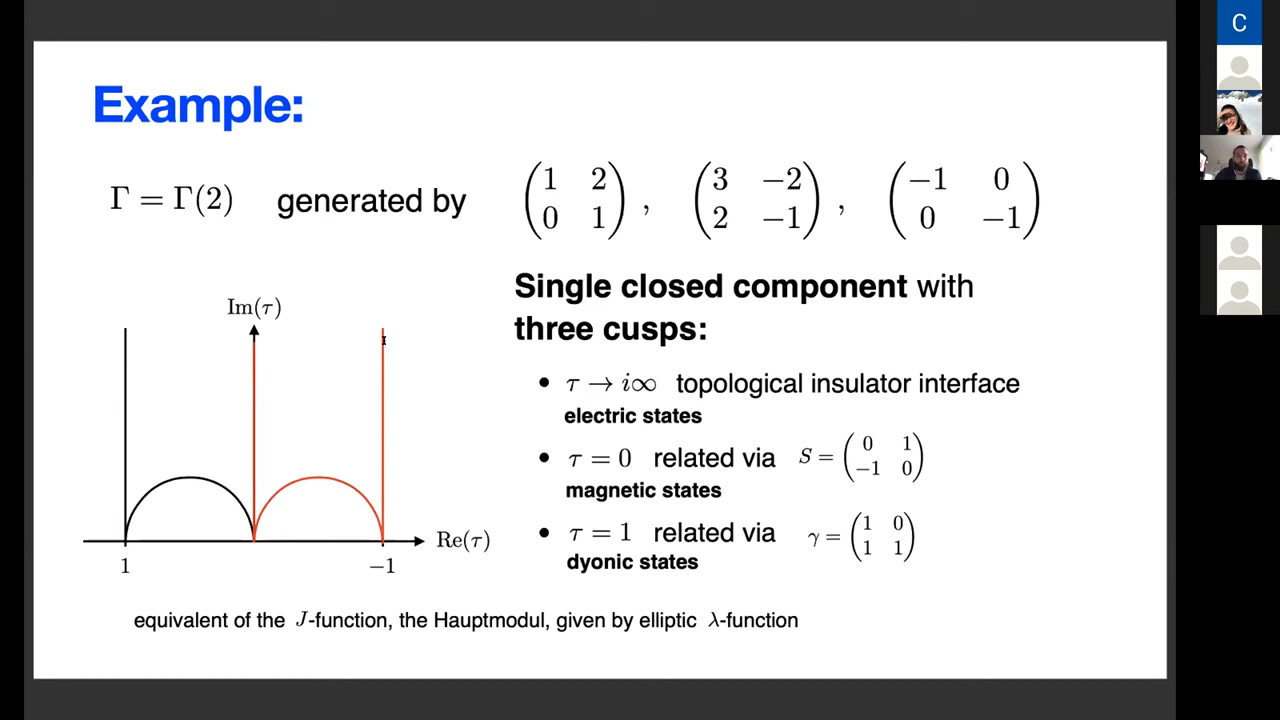 Example:
Γ = Γ(2) generated by (1 2 0 1), (3 −2 2 −1), (−1 0 0 −1)
Single closed component with
three cusps:
• τ → i∞ topological insulator interface
electric states
• τ = 0 related via S = (0 1 −1 0)
magnetic states
• τ = 1 related via γ = (1 0 1 1)
dyonic states
Im(τ)
Re(τ)
1 −1
equivalent of the J-function, the Hauptmodul, given by elliptic λ-function
C